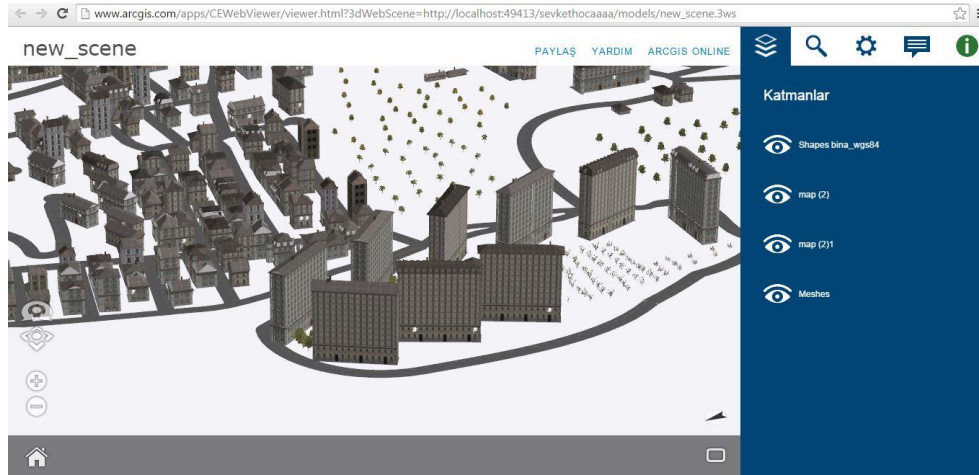 www.arcgis.com/apps/CEWebViewer/viewer.html?3dWebScene=http://localhost:49413/sevkethocaaaa/models/new_scene.3ws
new_scene
PAYLAŞ YARDIM ARCGIS ONLINE
Katmanlar
Shapes bina_wgs84
map (2)
map (2)1
Meshes